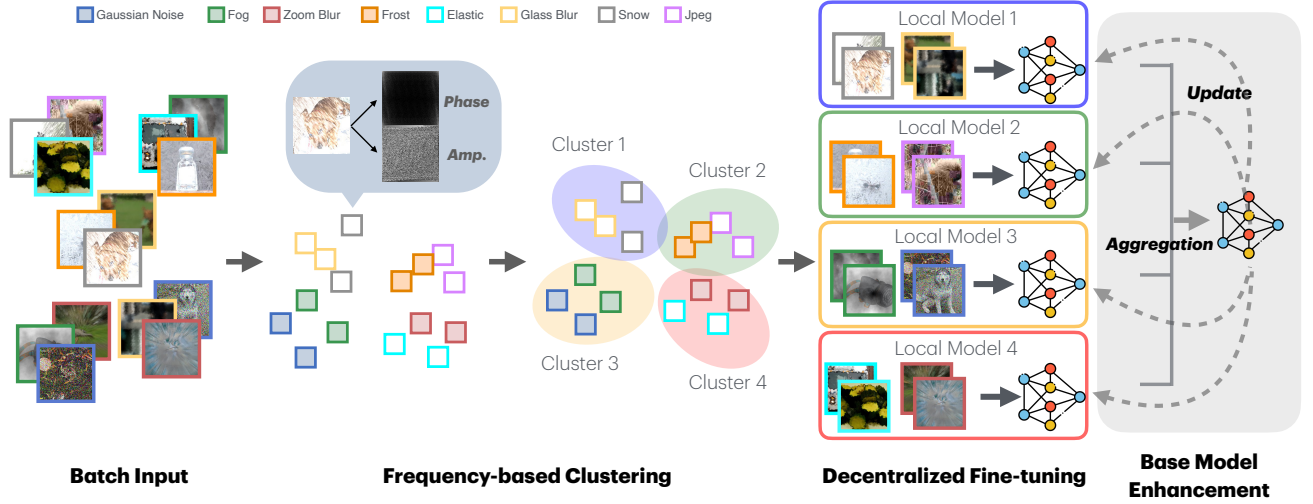 Gaussian Noise Fog Zoom Blur Frost Elastic Glass Blur Snow Jpeg
Phase
Amp.
Cluster 1
Cluster 2
Cluster 3
Cluster 4
Local Model 1
Local Model 2
Local Model 3
Local Model 4
Update
Aggregation
Batch Input
Frequency-based Clustering
Decentralized Fine-tuning
Base Model
Enhancement